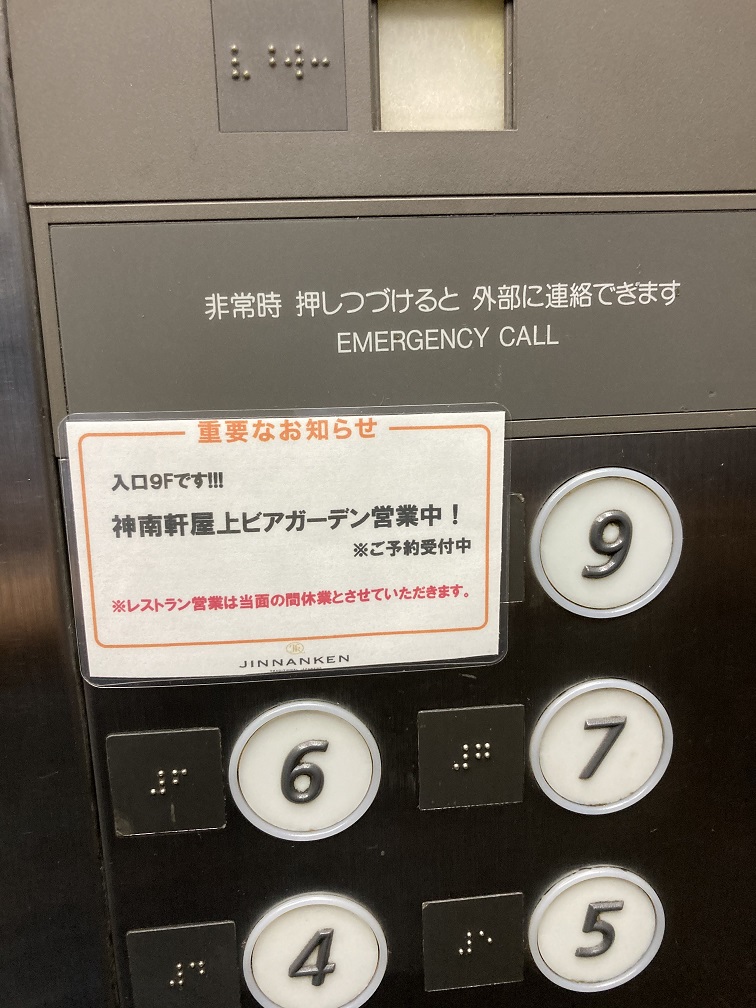 非常時 押しつづけると 外部に連絡できます
EMERGENCY CALL
重要なお知らせ
入口9Fです!!!
神南軒屋上ビアガーデン営業中！
※ご予約受付中
※レストラン営業は当面の間休業とさせていただきます。
JINNANKEN
9
6
7
4
5